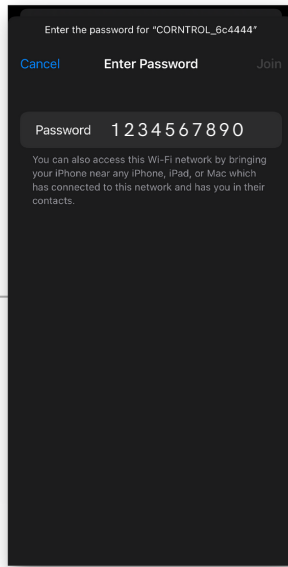 Enter the password for "CORNTROL_6c4444"
Cancel Enter Password Join
Password 1234567890
You can also access this Wi-Fi network by bringing
your iPhone near any iPhone, iPad, or Mac which
has connected to this network and has you in their
contacts.